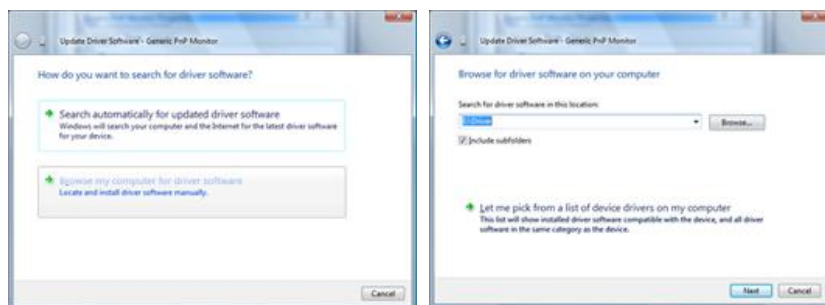 Update Driver Software - Generic PnP Monitor
How do you want to search for driver software?
Search automatically for updated driver software
Windows will search your computer and the Internet for the latest driver software
for your device.
Browse my computer for driver software
Locate and install driver software manually.
Cancel
Update Driver Software - Generic PnP Monitor
Browse for driver software on your computer
Search for driver software in this location:
Browse...
Include subfolders
Let me pick from a list of device drivers on my computer
This list will show installed driver software compatible with the device, and all driver
software in the same category as the device.
Next
Cancel